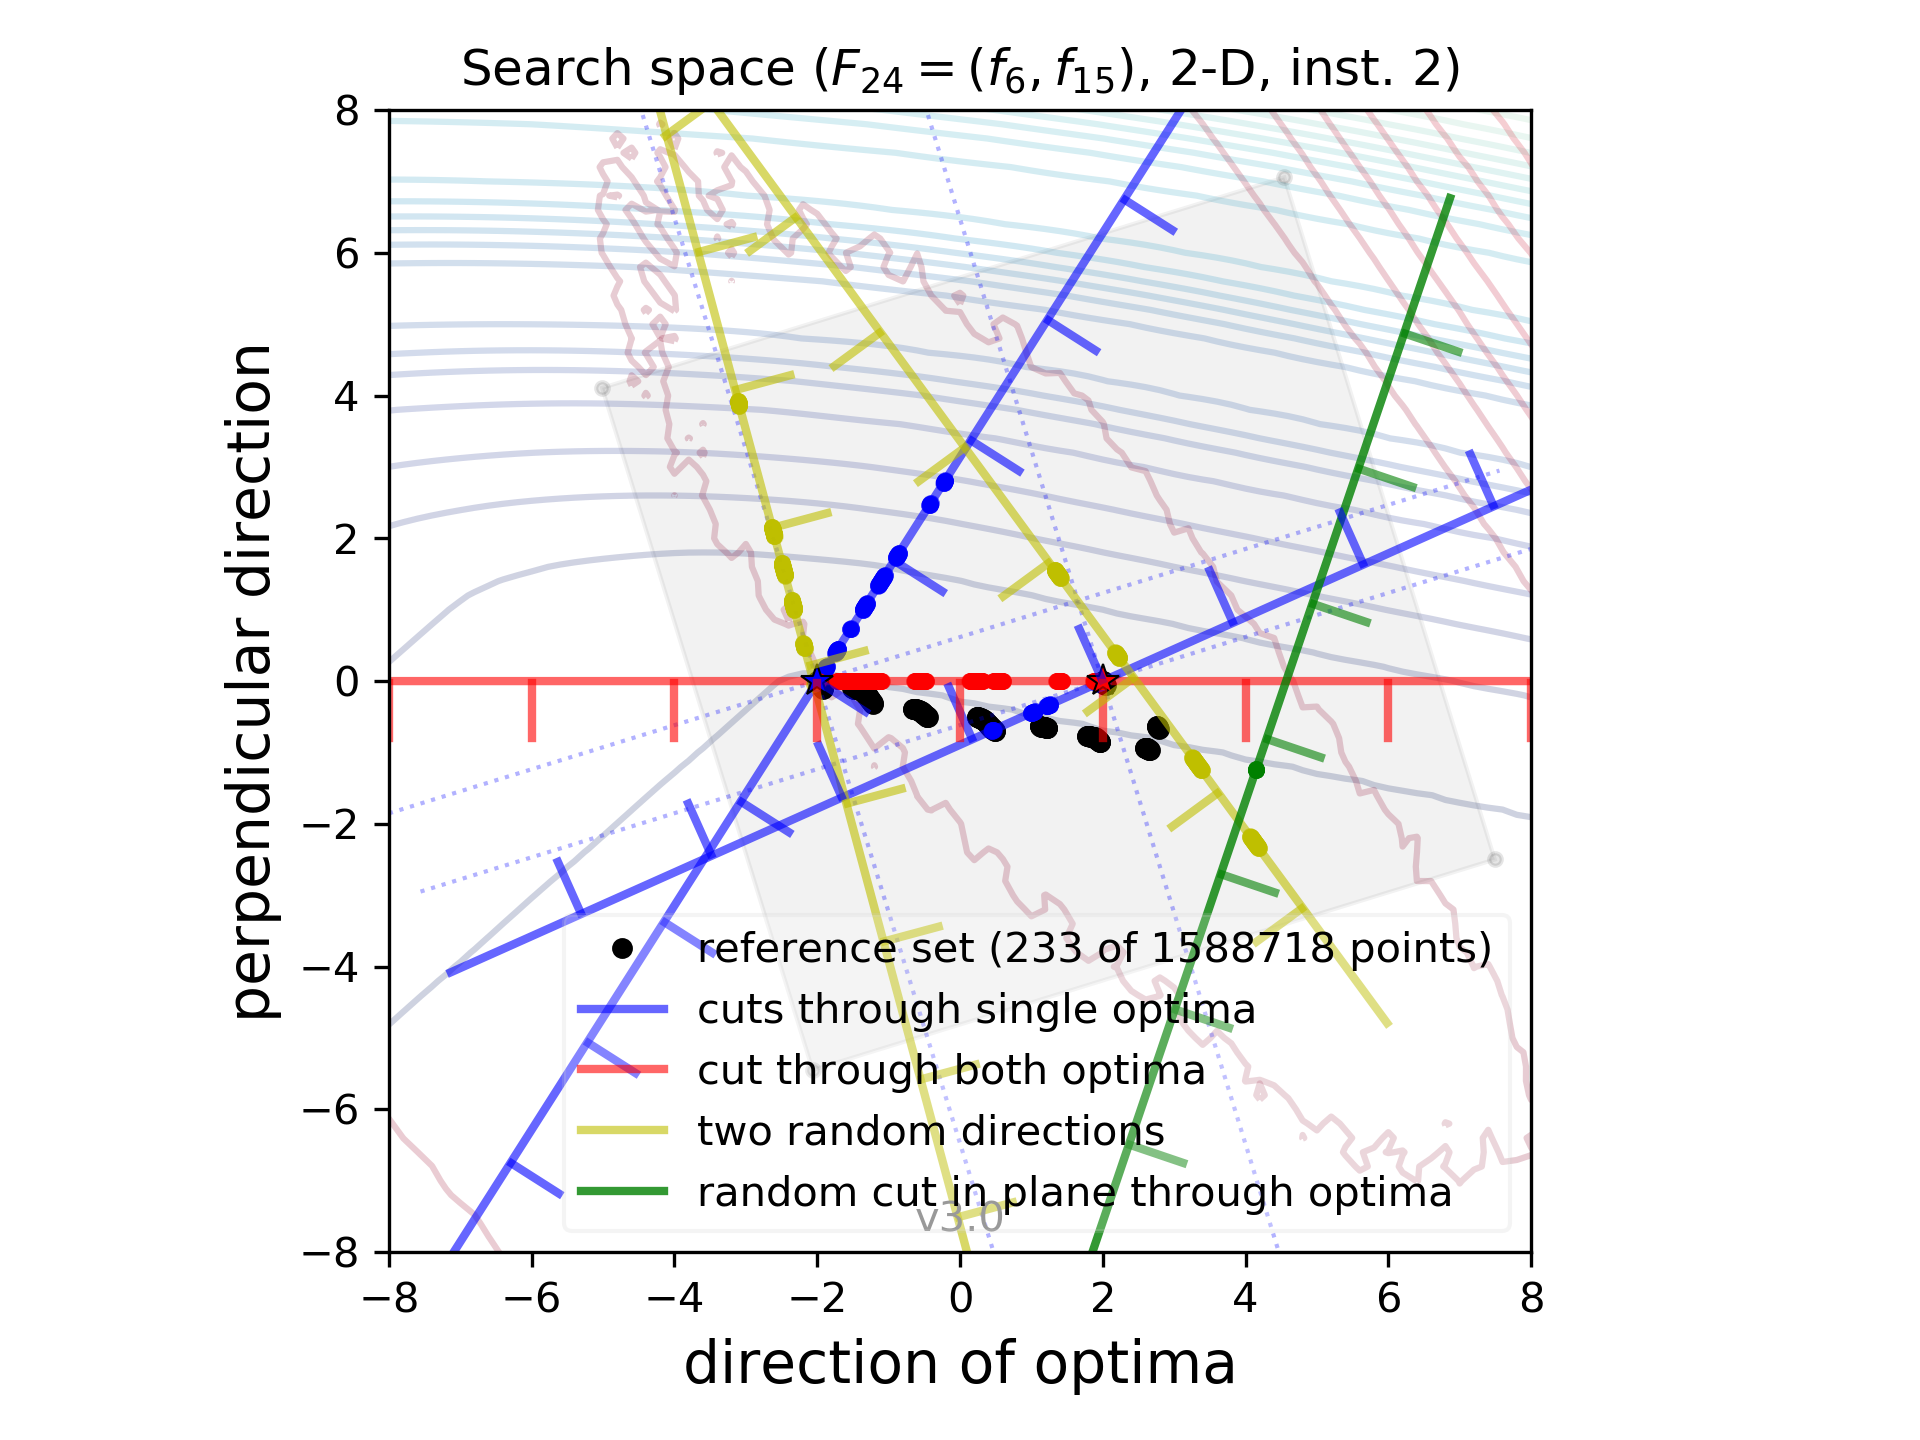 Search space (F24 = (f6, f15), 2-D, inst. 2)
8
6
4
2
0
−2
−4
−6
−8
perpendicular direction
reference set (233 of 1588718 points)
cuts through single optima
cut through both optima
two random directions
random cut in plane through optima
v3.0
−8 −6 −4 −2 0 2 4 6 8
direction of optima